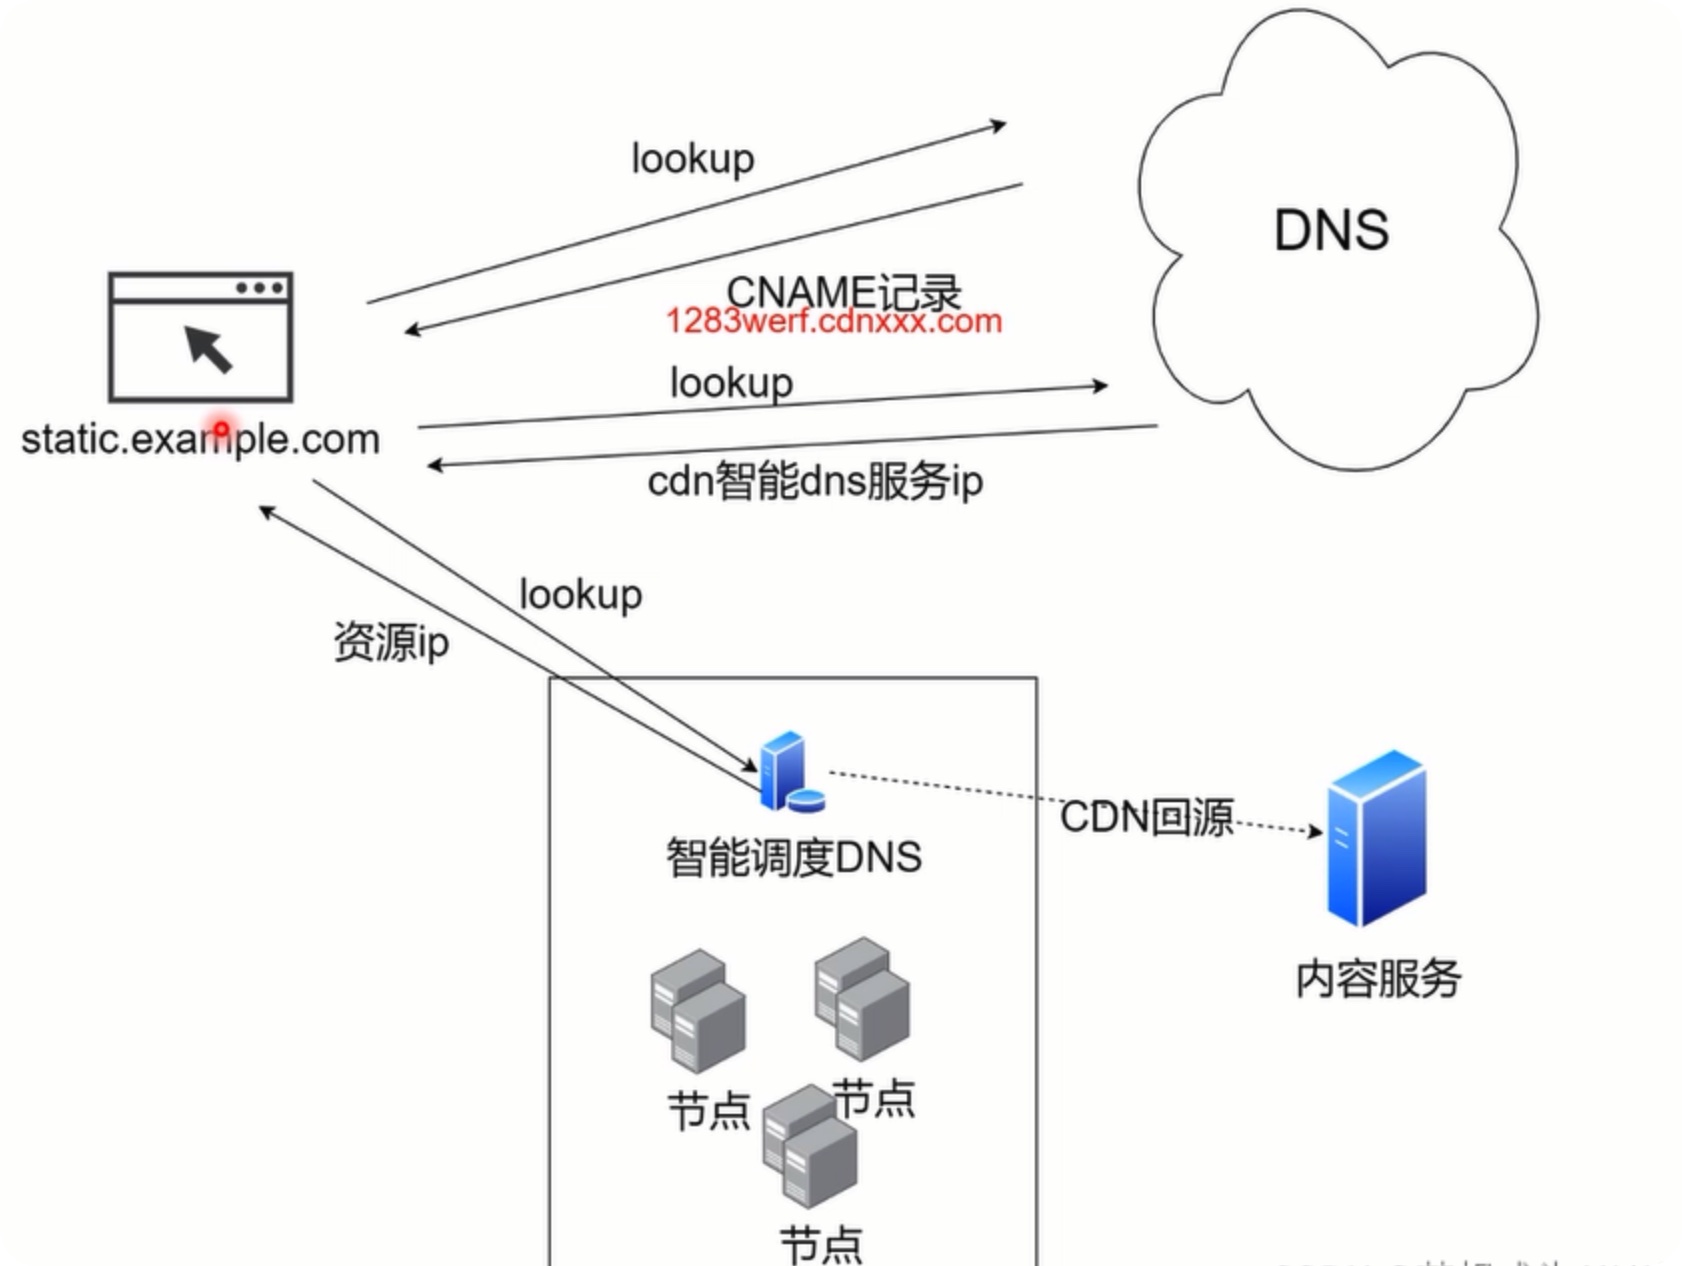 lookup
DNS
CNAME记录
1283werf.cdnxxx.com
lookup
static.example.com
cdn智能dns服务ip
lookup
资源ip
CDN回源
智能调度DNS
内容服务
节点
节点
节点